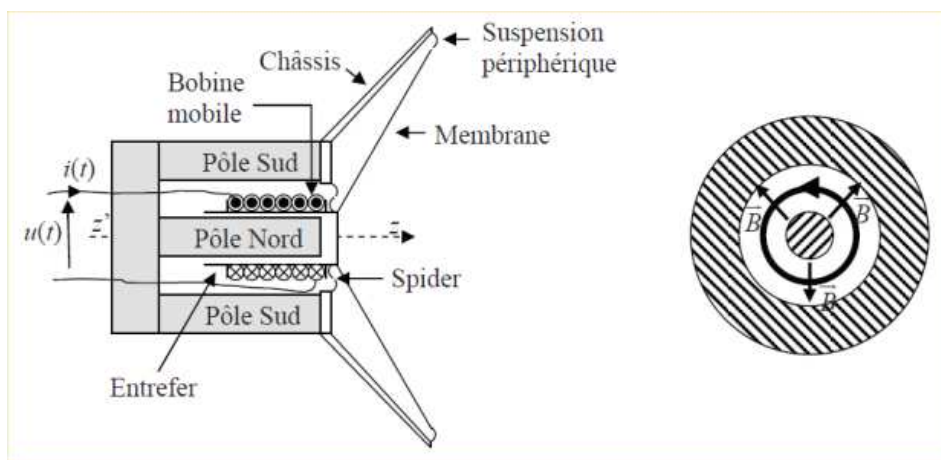 Suspension
périphérique
Châssis
Bobine
mobile
Membrane
Pôle Sud
i(t)
z'
u(t)
Pôle Nord
z
Spider
Pôle Sud
Entrefer
B
B
B